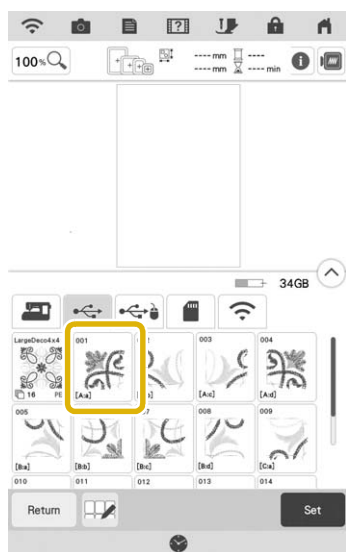 100%
---- mm ----
---- mm ---- min
34GB
LargeDeco4x4 001 003 004
16 PE [A:a] [A:c] [A:d]
005 008 009
[B:a] [B:b] [B:c] [B:d] [C:a]
010 011 012 013 014
Return Set